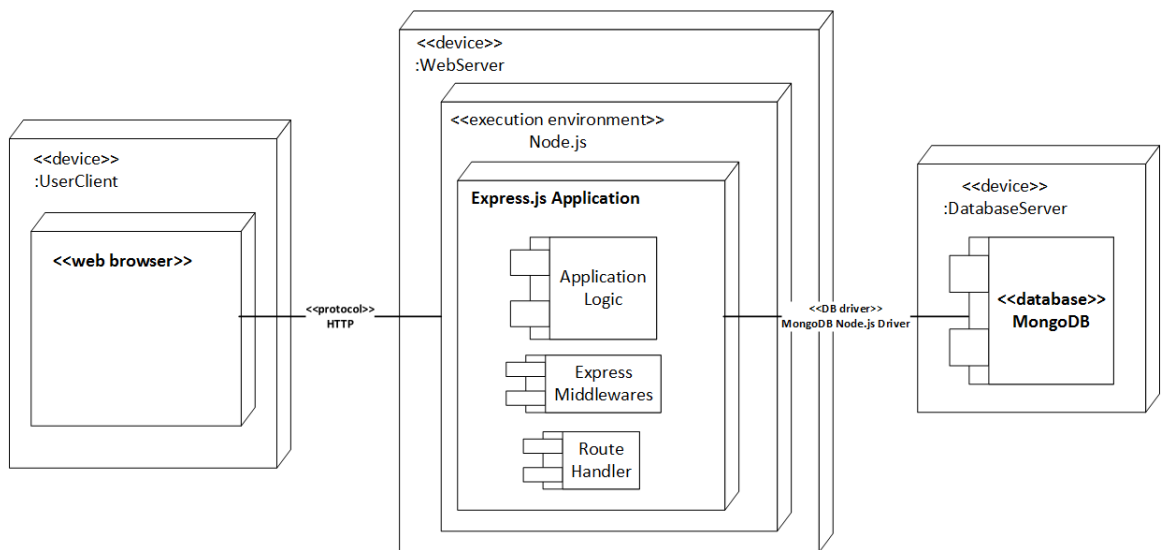 <<device>>
:UserClient
<<web browser>>
<<protocol>>
HTTP
<<device>>
:WebServer
<<execution environment>>
Node.js
Express.js Application
Application
Logic
Express
Middlewares
Route
Handler
<<DB driver>>
MongoDB Node.js Driver
<<device>>
:DatabaseServer
<<database>>
MongoDB